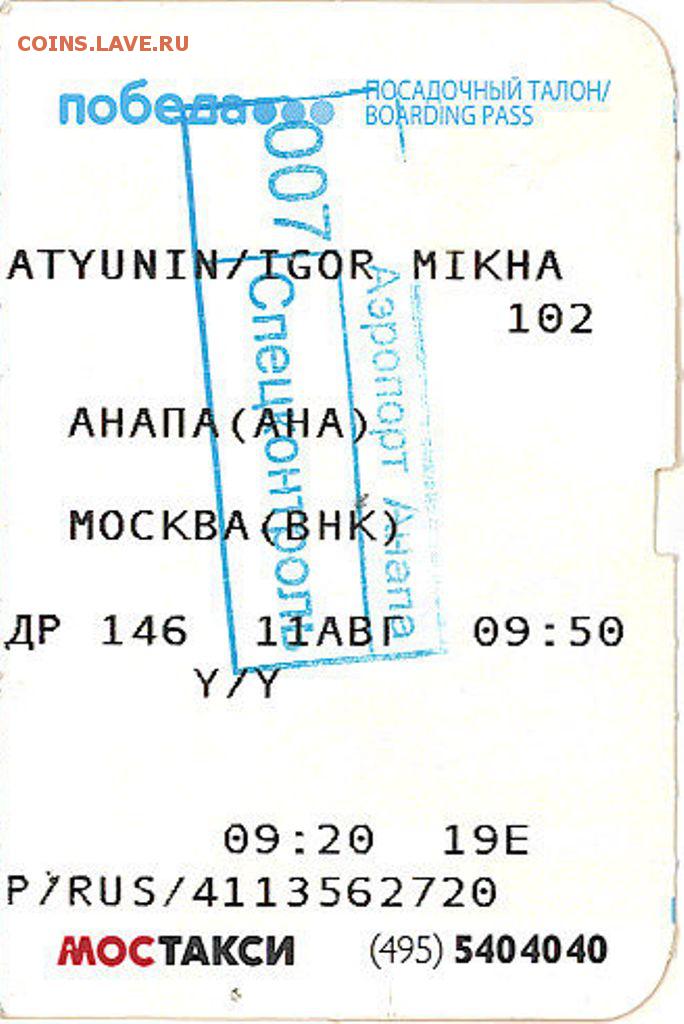 COINS.LAVE.RU
победа
ПОСАДОЧНЫЙ ТАЛОН/
BOARDING PASS
007
Спецконтроль
Аэропорт Анапа
ATYUNIN/IGOR MIKHA
102
АНАПА(АНА)
МОСКВА(ВНК)
ДР 146 11АВГ 09:50
Y/Y
09:20 19E
P/RUS/4113562720
МОСТАКСИ (495) 5404040